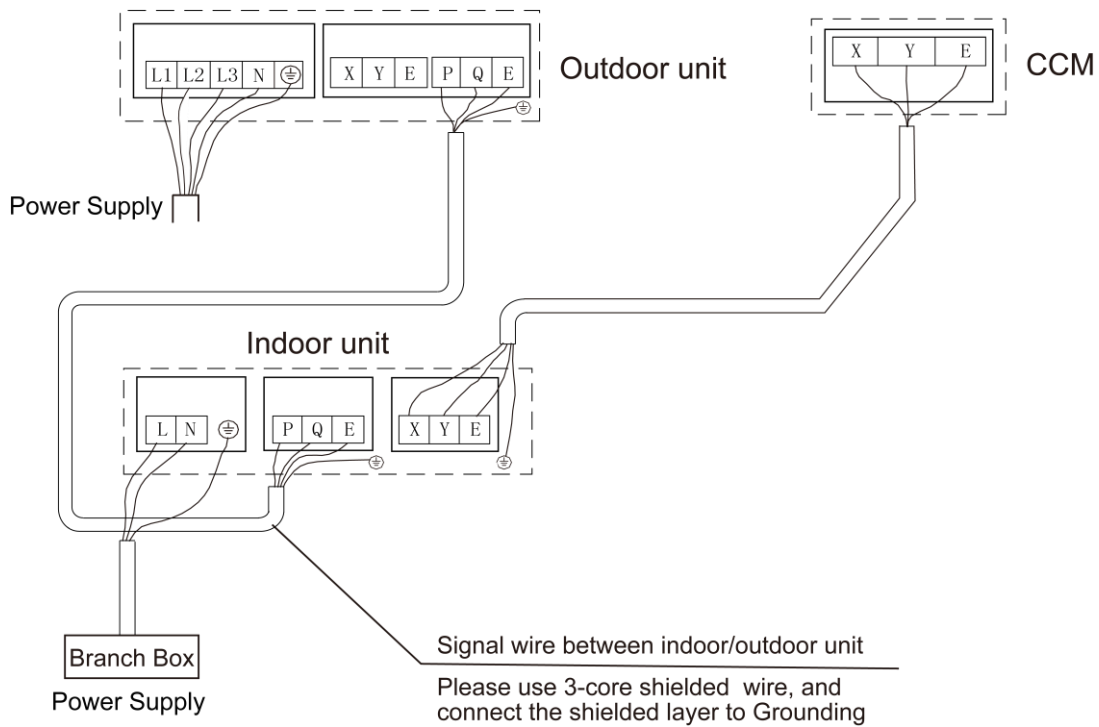 Outdoor unit
CCM
L1 L2 L3 N
X Y E P Q E
X Y E
Power Supply
Indoor unit
L N
P Q E
X Y E
Branch Box
Power Supply
Signal wire between indoor/outdoor unit
Please use 3-core shielded wire, and
connect the shielded layer to Grounding